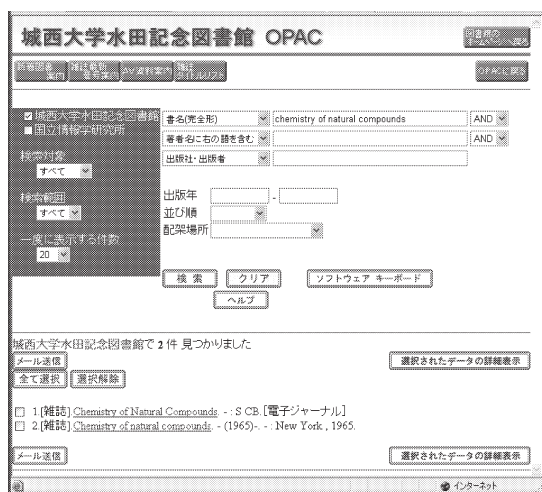 城西大学水田記念図書館 OPAC
図書館の
ホームページへ戻る
新着図書
案内
雑誌最新
巻号案内
AV資料案内
雑誌
タイトルリスト
OPACに戻る
城西大学水田記念図書館
国立情報学研究所
検索対象
すべて
検索範囲
すべて
一度に表示する件数
20
書名(完全形) chemistry of natural compounds AND
著者名に右の語を含む AND
出版社・出版者
出版年 -
並び順
配架場所
検 索 クリア ソフトウェア キーボード
ヘルプ
城西大学水田記念図書館で 2 件 見つかりました
メール送信 選択されたデータの詳細表示
全て選択 選択解除
1.[雑誌].Chemistry of Natural Compounds. - : S CB.[電子ジャーナル]
2.[雑誌].Chemistry of natural compounds. - (1965)-. - : New York , 1965.
メール送信 選択されたデータの詳細表示
インターネット